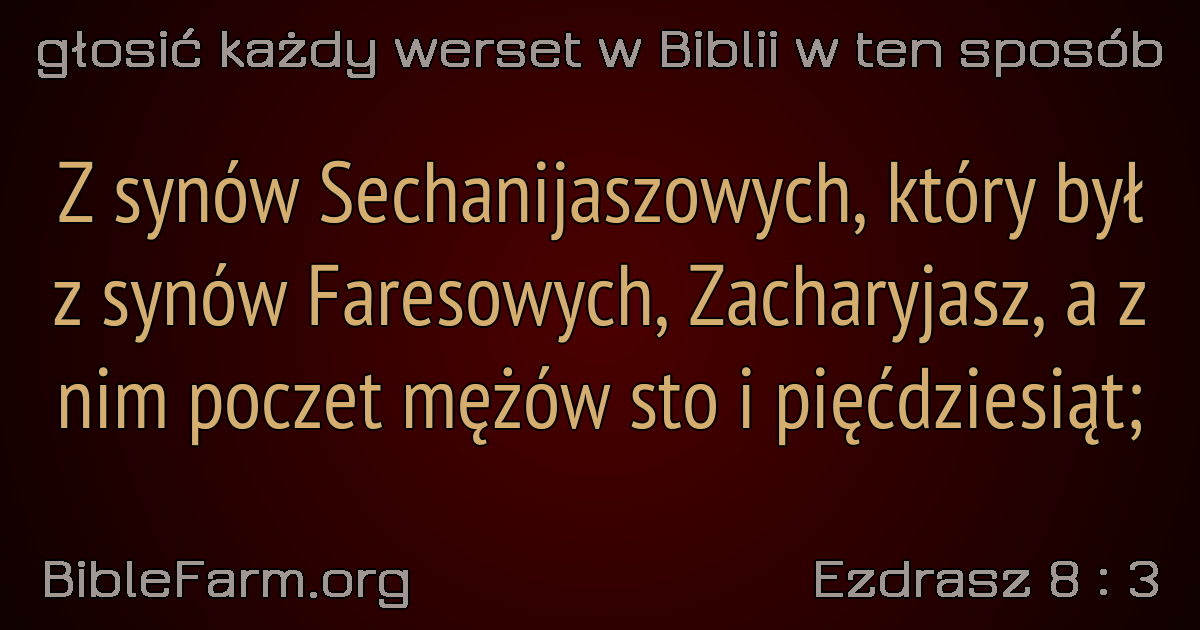 głosić każdy werset w Biblii w ten sposób
Z synów Sechanijaszowych, który był
z synów Faresowych, Zacharyjasz, a z
nim poczet mężów sto i pięćdziesiąt;
BibleFarm.org
Ezdrasz 8 : 3